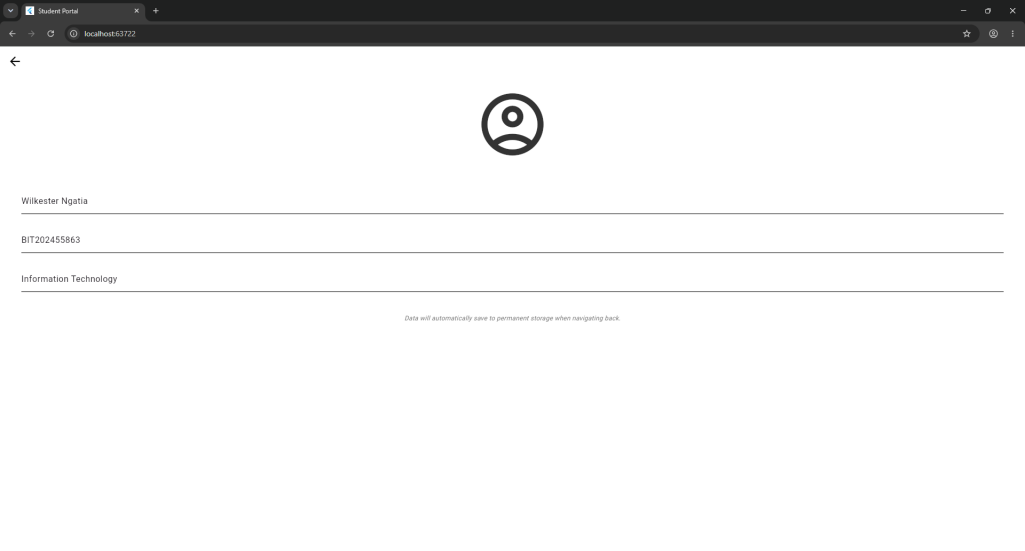 Student Portal
localhost:63722
Wilkester Ngatia
BIT202455863
Information Technology
Data will automatically save to permanent storage when navigating back.